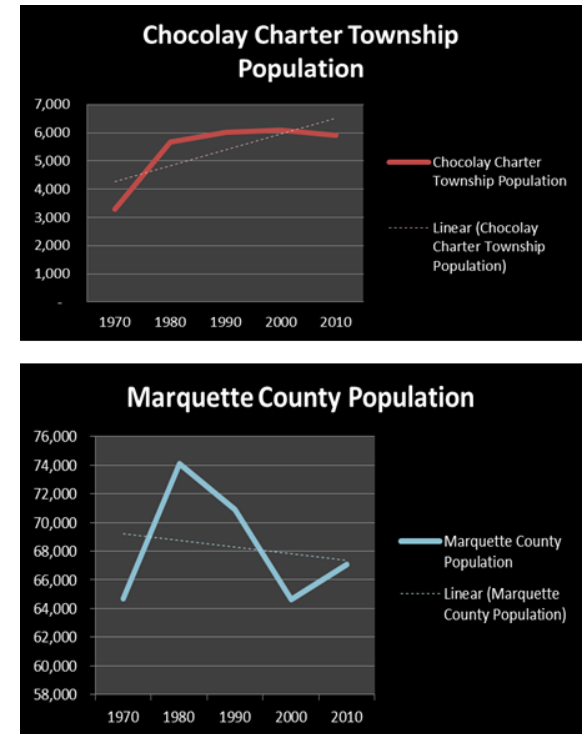 Chocolay Charter Township
Population
7,000
6,000
5,000
4,000
3,000
2,000
1,000
-
1970 1980 1990 2000 2010
Chocolay Charter
Township Population
Linear (Chocolay
Charter Township
Population)
Marquette County Population
76,000
74,000
72,000
70,000
68,000
66,000
64,000
62,000
60,000
58,000
1970 1980 1990 2000 2010
Marquette County
Population
Linear (Marquette
County Population)